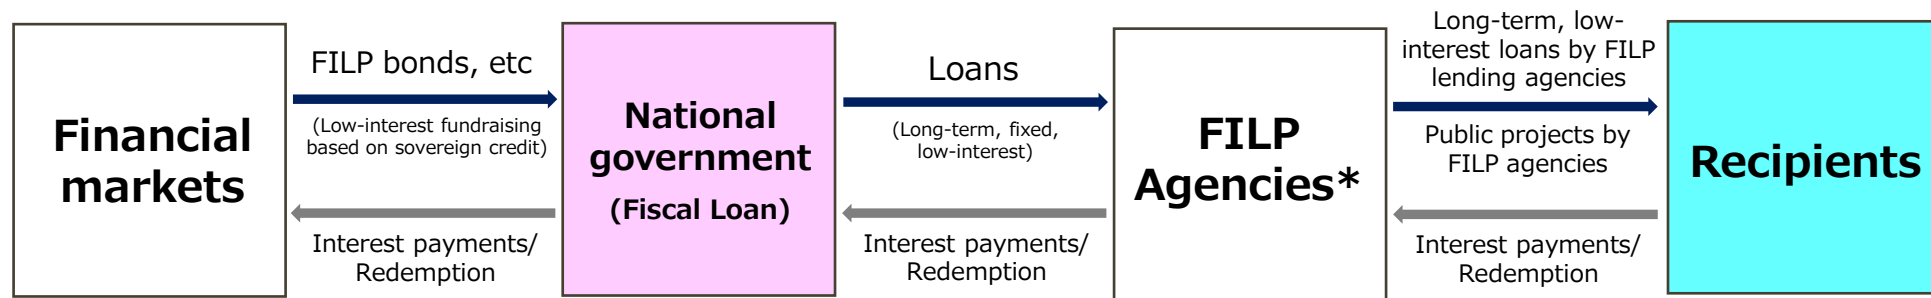 Financial
markets
FILP bonds, etc
(Low-interest fundraising
based on sovereign credit)
Interest payments/
Redemption
National
government
(Fiscal Loan)
Loans
(Long-term, fixed,
low-interest)
Interest payments/
Redemption
FILP
Agencies*
Long-term, low-
interest loans by FILP
lending agencies
Public projects by
FILP agencies
Interest payments/
Redemption
Recipients